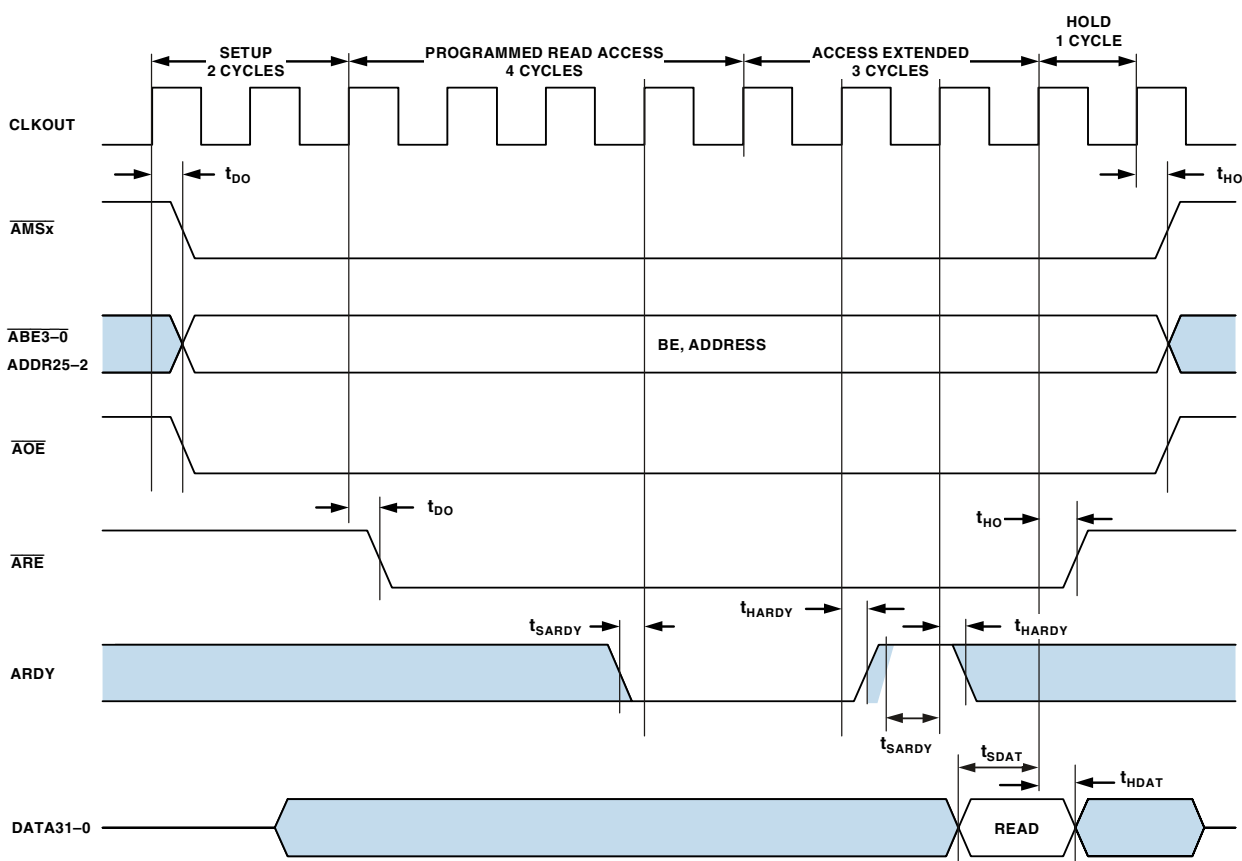 HOLD
1 CYCLE
SETUP
2 CYCLES
PROGRAMMED READ ACCESS
4 CYCLES
ACCESS EXTENDED
3 CYCLES
CLKOUT
tDO
tHO
AMSx
ABE3–0
ADDR25–2
BE, ADDRESS
AOE
tDO
tHO
ARE
tSARDY
tHARDY
tHARDY
ARDY
tSARDY
tSDAT
tHDAT
DATA31–0
READ